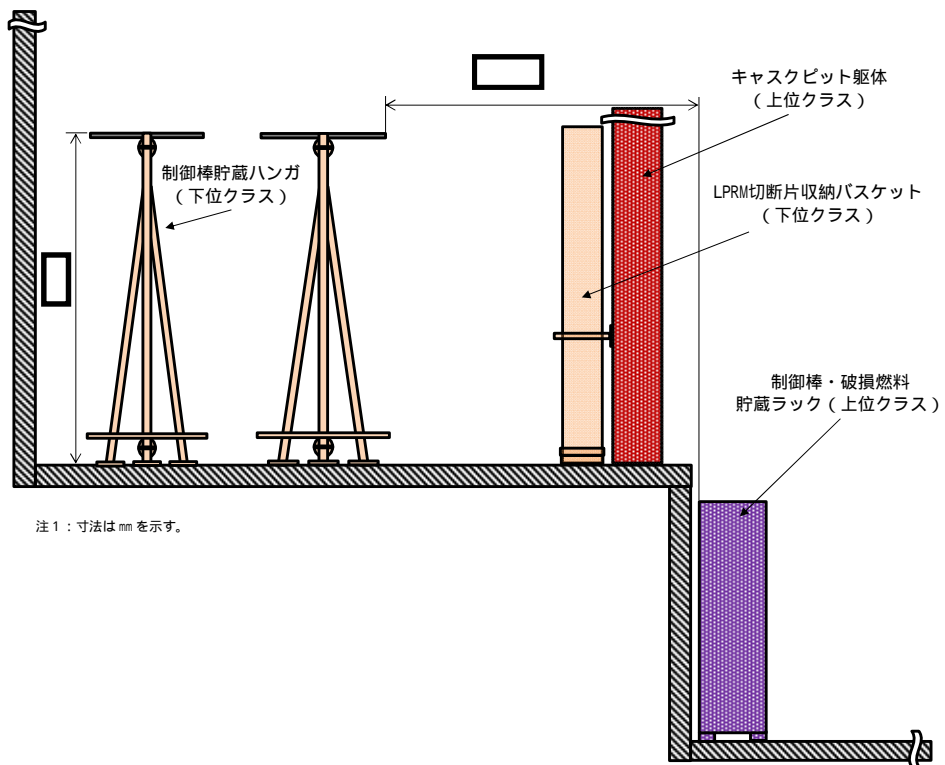 キャスクピット躯体
（上位クラス）
制御棒貯蔵ハンガ
（下位クラス）
LPRM切断片収納バスケット
（下位クラス）
制御棒・破損燃料
貯蔵ラック（上位クラス）
注１：寸法は㎜を示す。